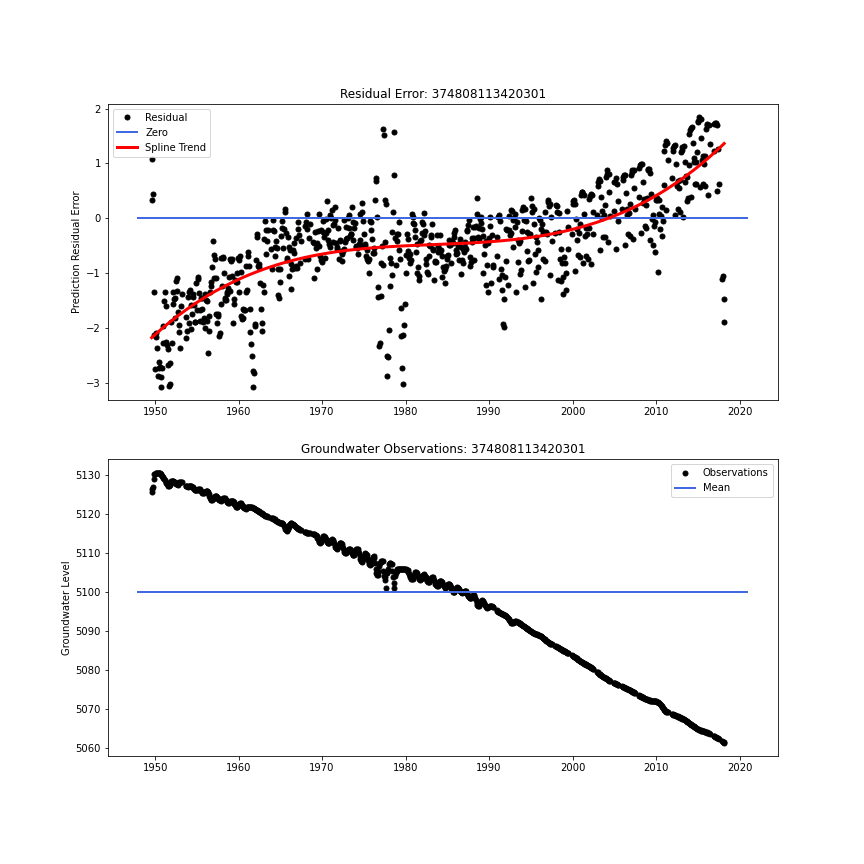 Residual Error: 374808113420301
Prediction Residual Error
2
1
0
−1
−2
−3
Residual
Zero
Spline Trend
1950 1960 1970 1980 1990 2000 2010 2020
Groundwater Observations: 374808113420301
Groundwater Level
5130
5120
5110
5100
5090
5080
5070
5060
Observations
Mean
1950 1960 1970 1980 1990 2000 2010 2020